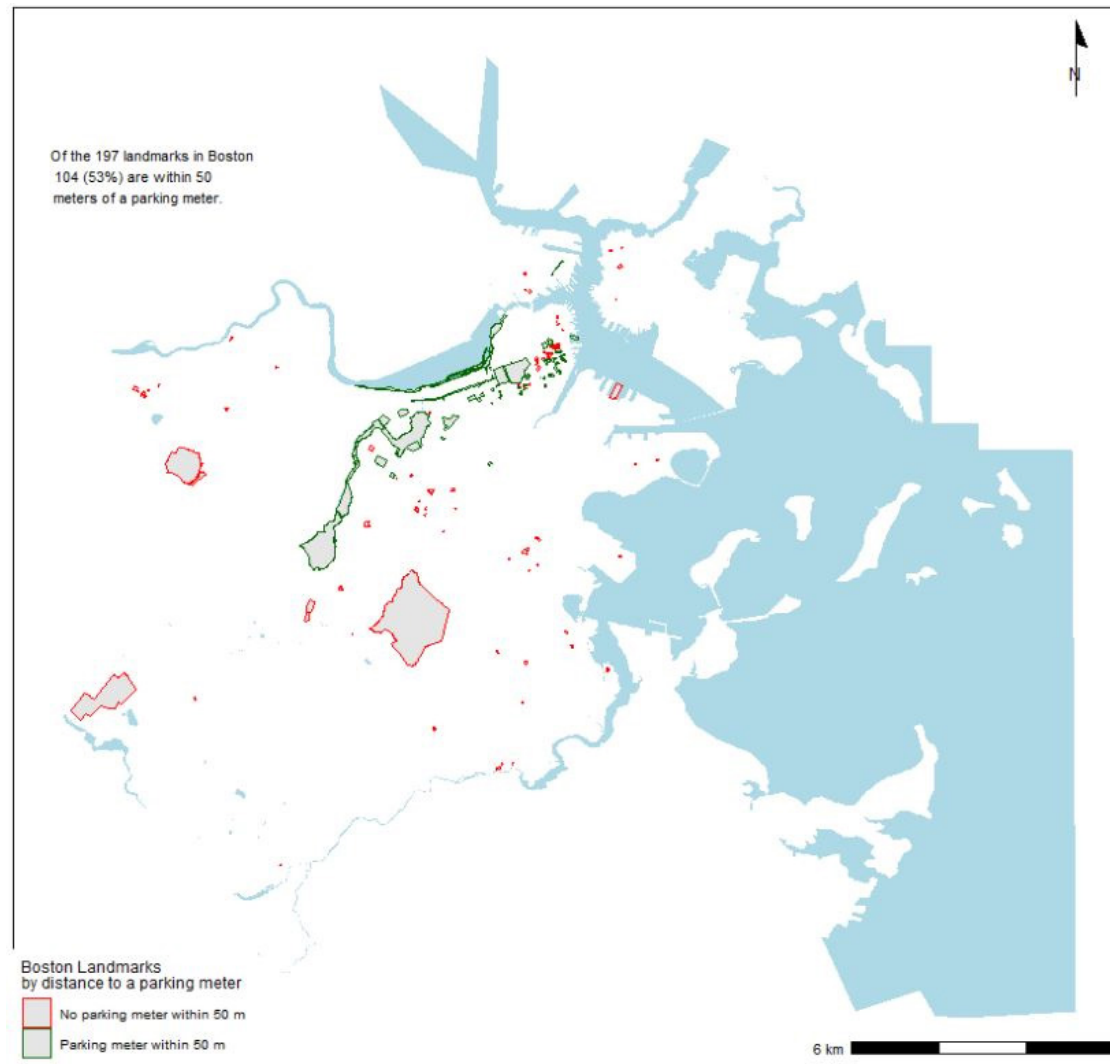 N
Of the 197 landmarks in Boston
104 (53%) are within 50
meters of a parking meter.
Boston Landmarks
by distance to a parking meter
No parking meter within 50 m
Parking meter within 50 m
6 km